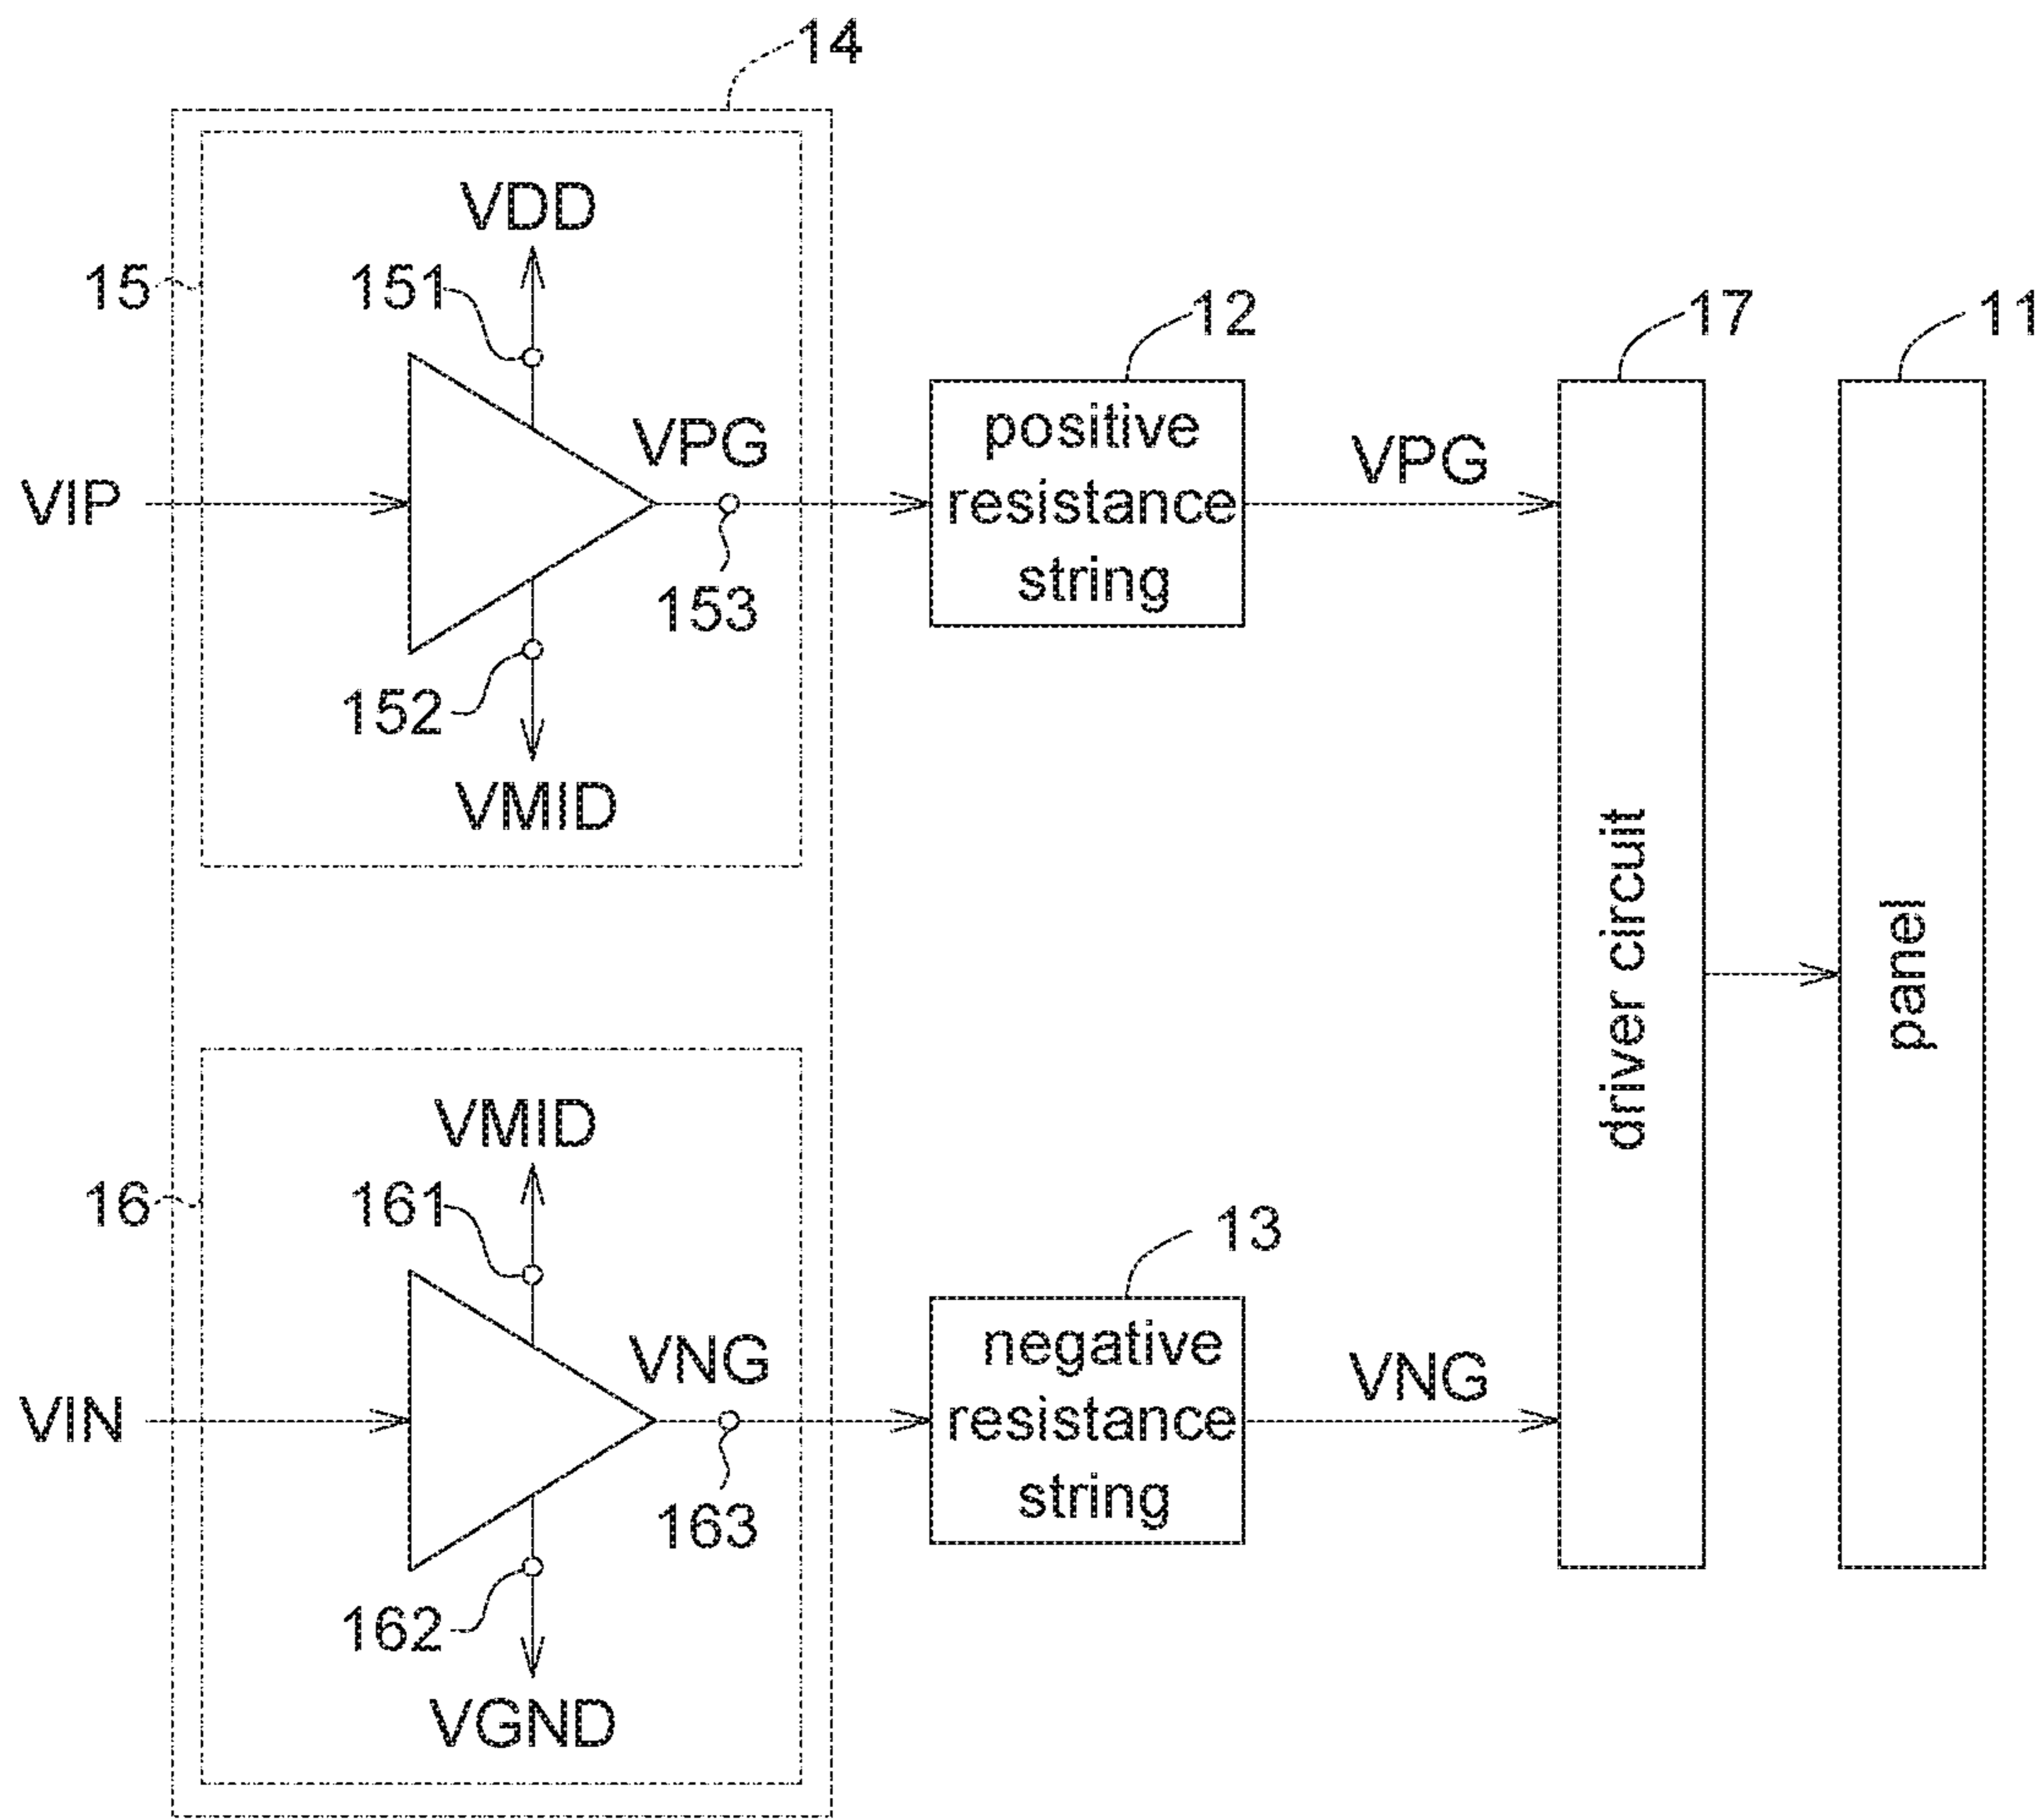 14
VDD
15
151
12
17
11
VPG
positive
resistance
string
VPG
VIP
153
152
VMID
driver circuit
panel
VMID
16
161
13
VNG
negative
resistance
string
VNG
VIN
163
162
VGND